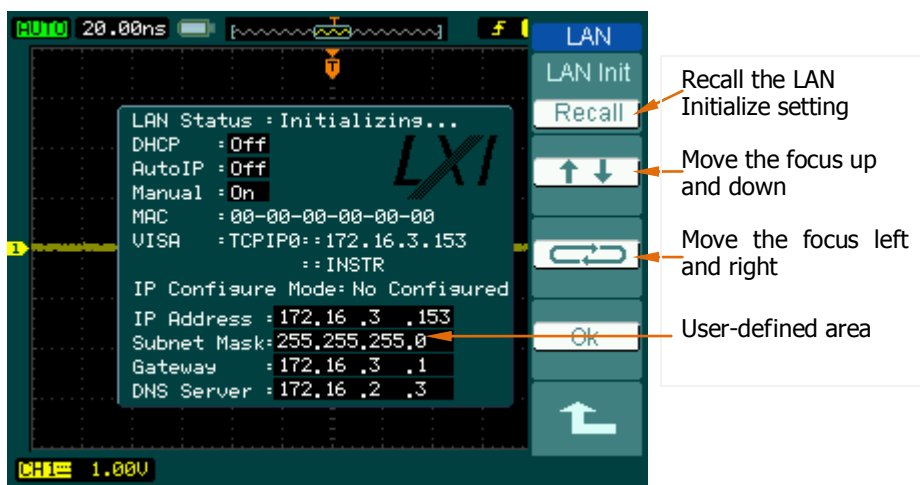 AUTO 20.00ns
T
LAN
T
LAN Init
Recall
LAN Status :Initializing...
DHCP :Off
AutoIP :Off
Manual :On
LXI
MAC :00-00-00-00-00-00
VISA :TCPIP0::172.16.3.153
::INSTR
IP Configure Mode: No Configured
IP Address :172.16 .3 .153
Subnet Mask:255.255.255.0
Gateway :172.16 .3 .1
DNS Server :172.16 .2 .3
1
Ok
CH1 1.00V
Recall the LAN
Initialize setting
Move the focus up
and down
Move the focus left
and right
User-defined area